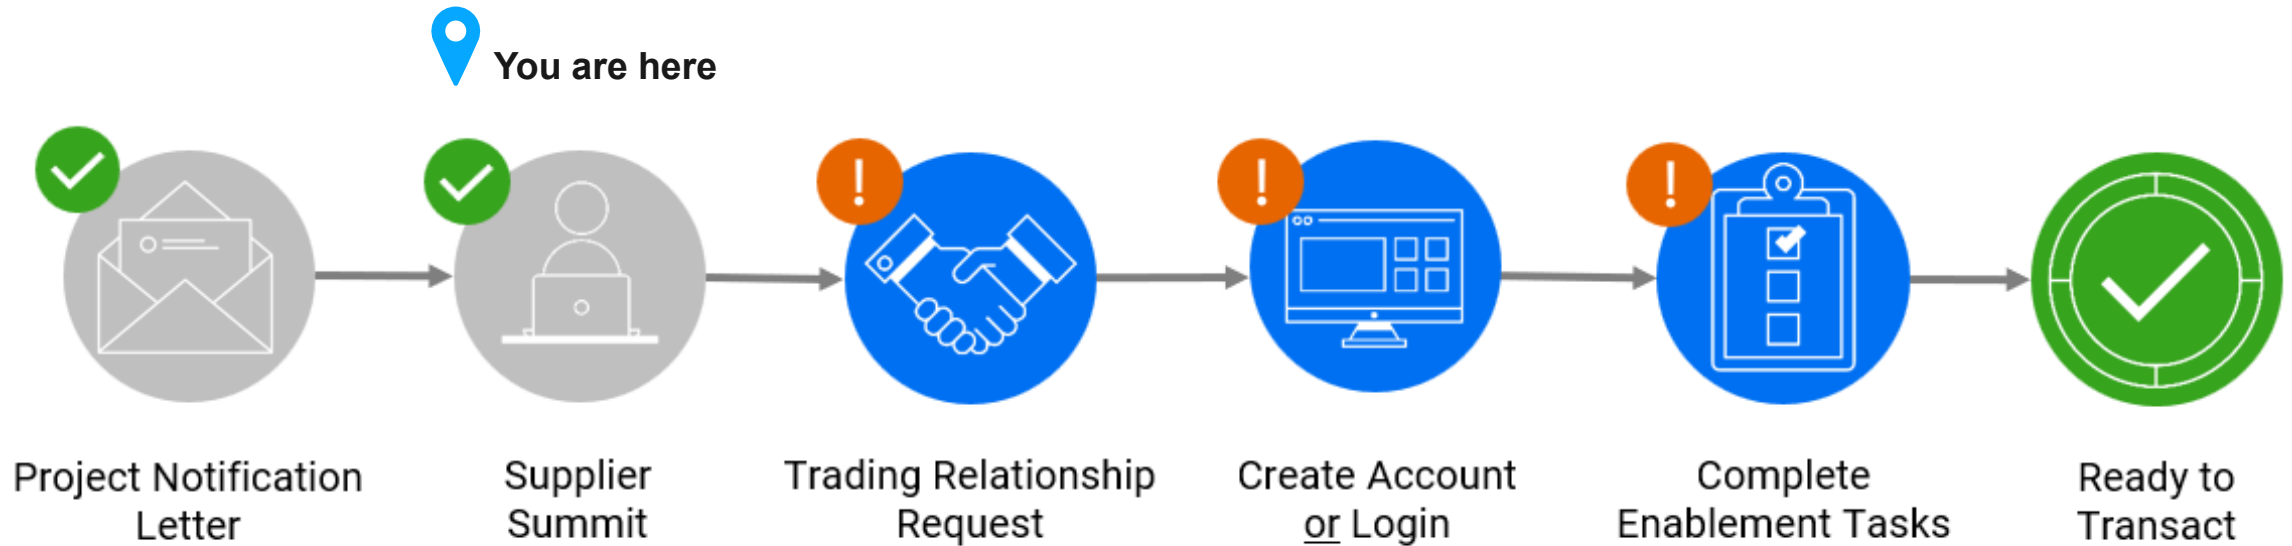 You are here
Project Notification
Letter
Supplier
Summit
Trading Relationship
Request
Create Account
or Login
Complete
Enablement Tasks
Ready to
Transact